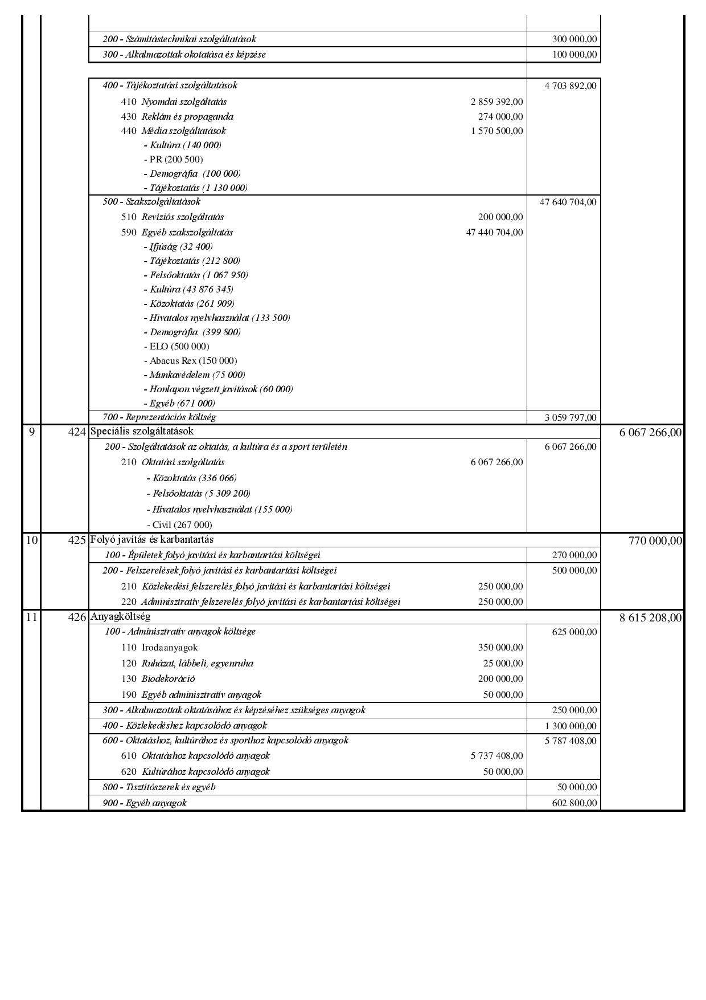 200 - Számítástechnikai szolgáltatások 300 000,00
300 - Alkalmazottak okotatása és képzése 100 000,00
400 - Tájékoztatási szolgáltatások 4 703 892,00
410 Nyomdai szolgáltatás 2 859 392,00
430 Reklám és propaganda 274 000,00
440 Média szolgáltatások 1 570 500,00
- Kultúra (140 000)
- PR (200 500)
- Demográfia (100 000)
- Tájékoztatás (1 130 000)
500 - Szakszolgáltatások 47 640 704,00
510 Revíziós szolgáltatás 200 000,00
590 Egyéb szakszolgáltatás 47 440 704,00
- Ifjúság (32 400)
- Tájékoztatás (212 800)
- Felsőoktatás (1 067 950)
- Kultúra (43 876 345)
- Közoktatás (261 909)
- Hivatalos nyelvhasználat (133 500)
- Demográfia (399 800)
- ELO (500 000)
- Abacus Rex (150 000)
- Munkavédelem (75 000)
- Honlapon végzett javítások (60 000)
- Egyéb (671 000)
700 - Reprezentációs költség 3 059 797,00
9 424 Speciális szolgáltatások 6 067 266,00
200 - Szolgáltatások az oktatás, a kultúra és a sport területén 6 067 266,00
210 Oktatási szolgáltatás 6 067 266,00
- Közoktatás (336 066)
- Felsőoktatás (5 309 200)
- Hivatalos nyelvhasználat (155 000)
- Civil (267 000)
10 425 Folyó javítás és karbantartás 770 000,00
100 - Épületek folyó javítási és karbantartási költségei 270 000,00
200 - Felszerelések folyó javítási és karbantartási költségei 500 000,00
210 Közlekedési felszerelés folyó javítási és karbantartási költségei 250 000,00
220 Adminisztratív felszerelés folyó javítási és karbantartási költségei 250 000,00
11 426 Anyagköltség 8 615 208,00
100 - Adminisztratív anyagok költsége 625 000,00
110 Irodaanyagok 350 000,00
120 Ruházat, lábbeli, egyenruha 25 000,00
130 Biodekoráció 200 000,00
190 Egyéb adminisztratív anyagok 50 000,00
300 - Alkalmazottak oktatásához és képzéséhez szükséges anyagok 250 000,00
400 - Közlekedéshez kapcsolódó anyagok 1 300 000,00
600 - Oktatáshoz, kultúrához és sporthoz kapcsolódó anyagok 5 787 408,00
610 Oktatáshoz kapcsolódó anyagok 5 737 408,00
620 Kultúrához kapcsolódó anyagok 50 000,00
800 - Tisztítószerek és egyéb 50 000,00
900 - Egyéb anyagok 602 800,00